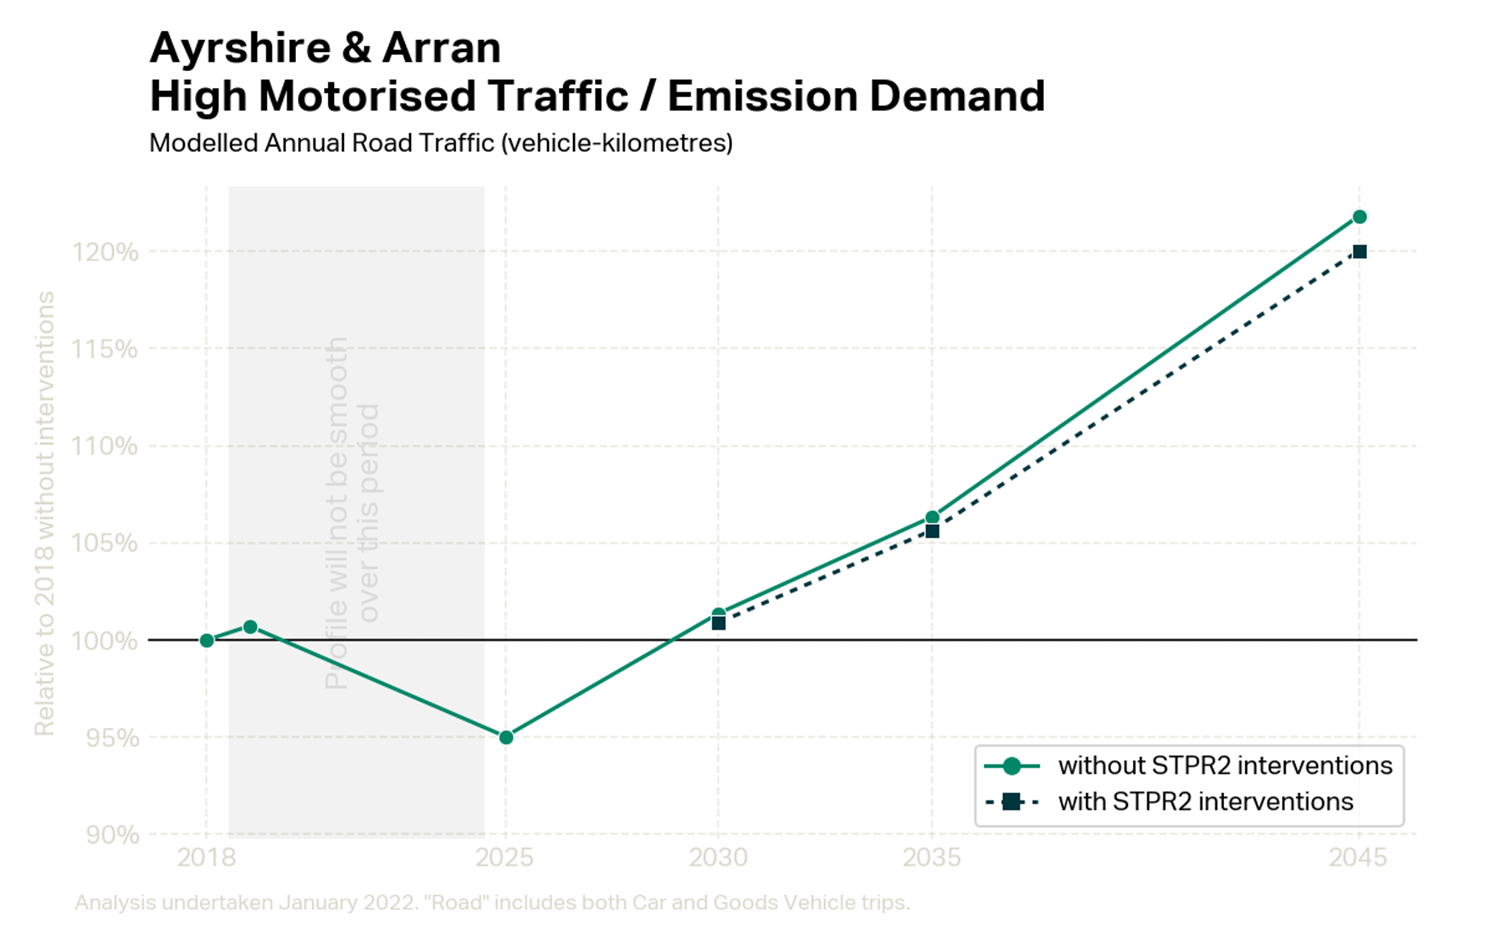 Ayrshire & Arran
High Motorised Traffic / Emission Demand
Modelled Annual Road Traffic (vehicle-kilometres)
Relative to 2018 without interventions
120%
115%
110%
105%
100%
95%
90%
Profile will not be smooth
over this period
without STPR2 interventions
with STPR2 interventions
2018 2025 2030 2035 2045
Analysis undertaken January 2022. "Road" includes both Car and Goods Vehicle trips.